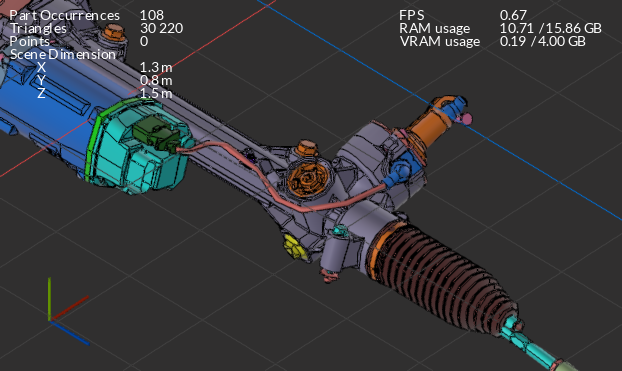 Part Occurrences 108
Triangles 30 220
Points 0
Scene Dimension
X 1.3 m
Y 0.8 m
Z 1.5 m
FPS 0.67
RAM usage 10.71 / 15.86 GB
VRAM usage 0.19 / 4.00 GB